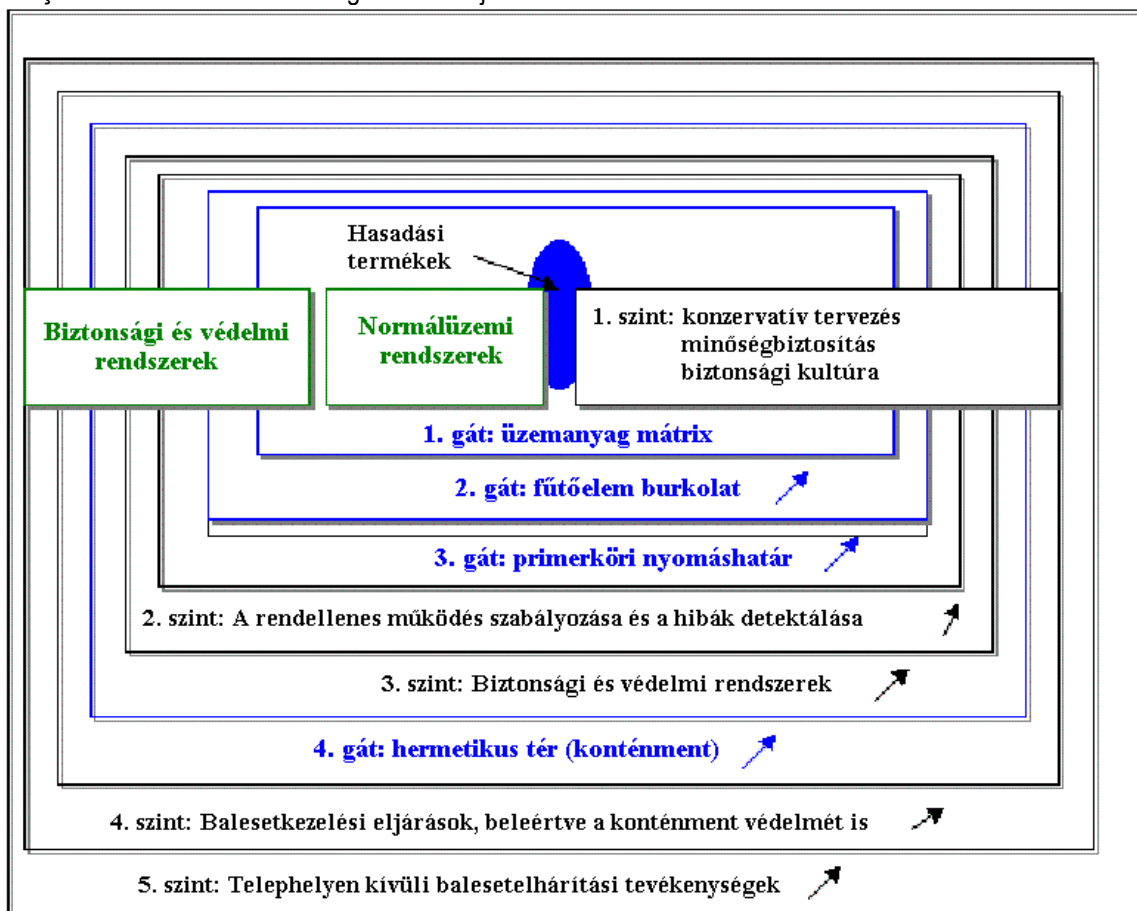 Hasadási
termékek
Biztonsági és védelmi
rendszerek
Normálüzemi
rendszerek
1. szint: konzervatív tervezés
minőségbiztosítás
biztonsági kultúra
1. gát: üzemanyag mátrix
2. gát: fűtőelem burkolat
3. gát: primerköri nyomáshatár
2. szint: A rendellenes működés szabályozása és a hibák detektálása
3. szint: Biztonsági és védelmi rendszerek
4. gát: hermetikus tér (konténment)
4. szint: Balesetkezelési eljárások, beleértve a konténment védelmét is
5. szint: Telephelyen kívüli balesetelhárítási tevékenységek